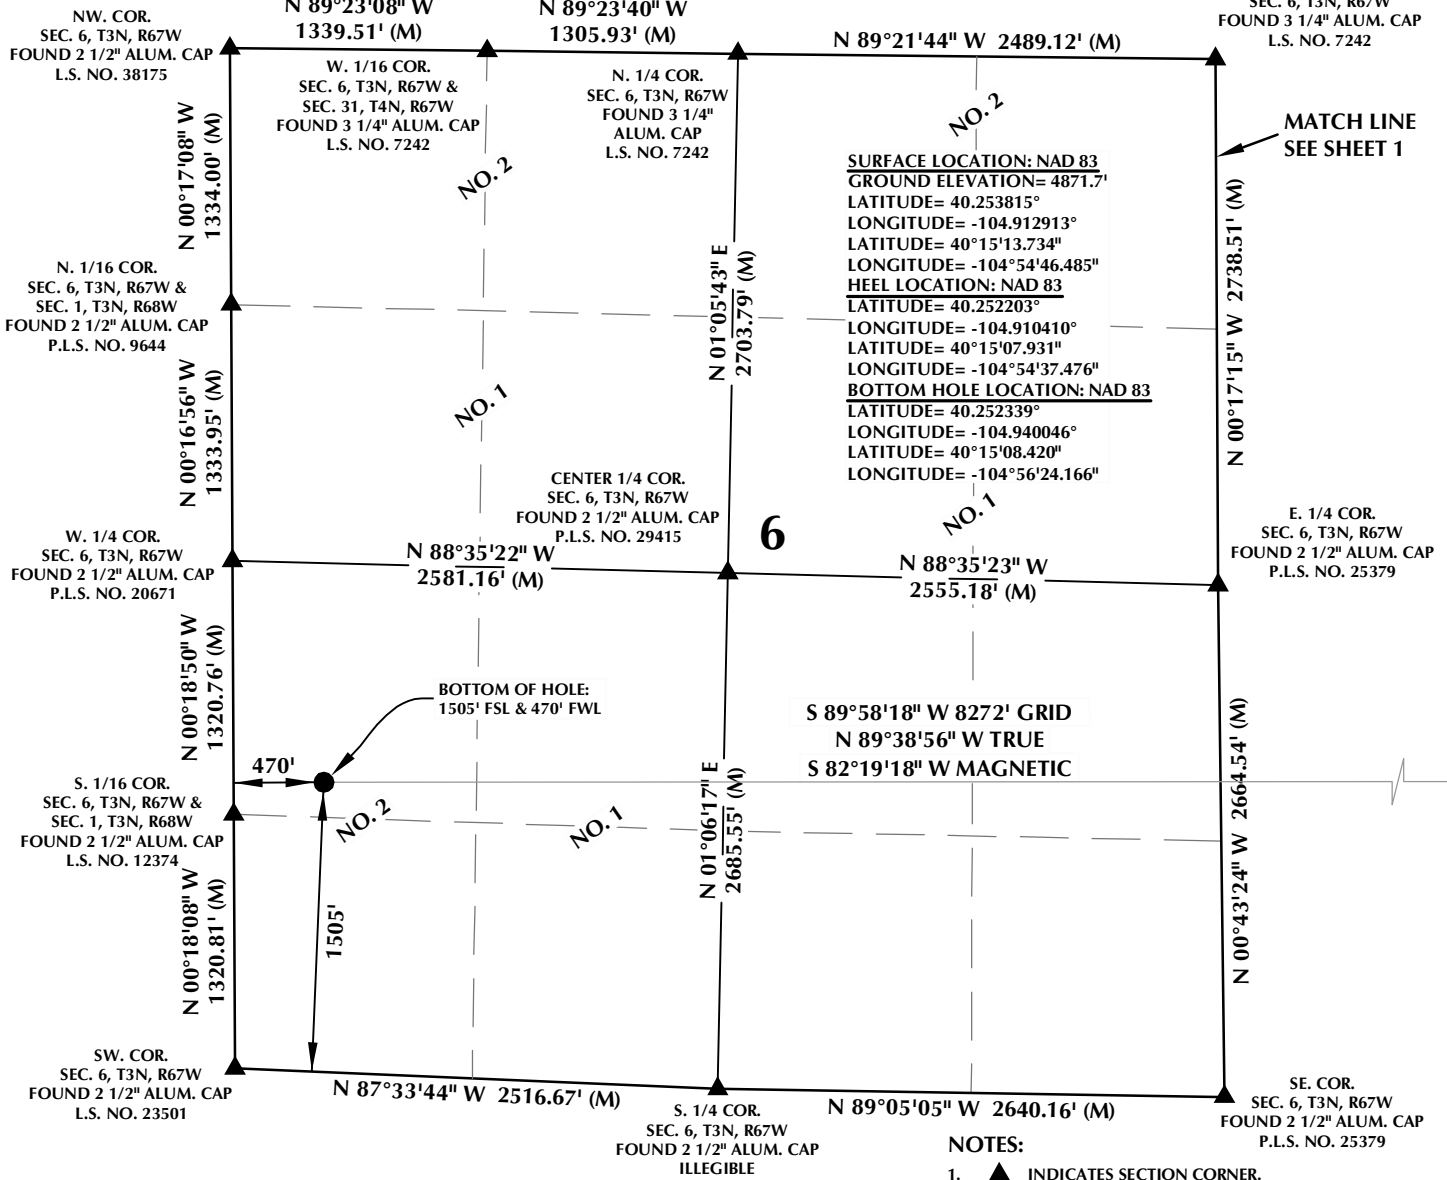 N 89°23'08" W
1339.51' (M)
N 89°23'40" W
1305.93' (M)
N 89°21'44" W 2489.12' (M)
SEC. 6, T3N, R67W
FOUND 3 1/4" ALUM. CAP
L.S. NO. 7242
NW. COR.
SEC. 6, T3N, R67W
FOUND 2 1/2" ALUM. CAP
L.S. NO. 38175
W. 1/16 COR.
SEC. 6, T3N, R67W &
SEC. 31, T4N, R67W
FOUND 3 1/4" ALUM. CAP
L.S. NO. 7242
N. 1/4 COR.
SEC. 6, T3N, R67W
FOUND 3 1/4"
ALUM. CAP
L.S. NO. 7242
NO. 2
MATCH LINE
SEE SHEET 1
N 00°17'08" W
1334.00' (M)
NO. 2
SURFACE LOCATION: NAD 83
GROUND ELEVATION= 4871.7'
LATITUDE= 40.253815°
LONGITUDE= -104.912913°
LATITUDE= 40°15'13.734"
LONGITUDE= -104°54'46.485"
HEEL LOCATION: NAD 83
LATITUDE= 40.252203°
LONGITUDE= -104.910410°
LATITUDE= 40°15'07.931"
LONGITUDE= -104°54'37.476"
BOTTOM HOLE LOCATION: NAD 83
LATITUDE= 40.252339°
LONGITUDE= -104.940046°
LATITUDE= 40°15'08.420"
LONGITUDE= -104°56'24.166"
N 00°17'15" W 2738.51' (M)
N. 1/16 COR.
SEC. 6, T3N, R67W &
SEC. 1, T3N, R68W
FOUND 2 1/2" ALUM. CAP
P.L.S. NO. 9644
N 01°05'43" E
2703.79' (M)
N 00°16'56" W
1333.95' (M)
NO. 1
CENTER 1/4 COR.
SEC. 6, T3N, R67W
FOUND 2 1/2" ALUM. CAP
P.L.S. NO. 29415
6
NO. 1
W. 1/4 COR.
SEC. 6, T3N, R67W
FOUND 2 1/2" ALUM. CAP
P.L.S. NO. 20671
N 88°35'22" W
2581.16' (M)
N 88°35'23" W
2555.18' (M)
E. 1/4 COR.
SEC. 6, T3N, R67W
FOUND 2 1/2" ALUM. CAP
P.L.S. NO. 25379
N 00°18'50" W
1320.76' (M)
BOTTOM OF HOLE:
1505' FSL & 470' FWL
S 89°58'18" W 8272' GRID
N 89°38'56" W TRUE
S 82°19'18" W MAGNETIC
470'
S. 1/16 COR.
SEC. 6, T3N, R67W &
SEC. 1, T3N, R68W
FOUND 2 1/2" ALUM. CAP
L.S. NO. 12374
NO. 2
NO. 1
N 01°06'17" E
2685.55' (M)
N 00°43'24" W 2664.54' (M)
N 00°18'08" W
1320.81' (M)
1505'
SW. COR.
SEC. 6, T3N, R67W
FOUND 2 1/2" ALUM. CAP
L.S. NO. 23501
N 87°33'44" W 2516.67' (M)
S. 1/4 COR.
SEC. 6, T3N, R67W
FOUND 2 1/2" ALUM. CAP
ILLEGIBLE
N 89°05'05" W 2640.16' (M)
SE. COR.
SEC. 6, T3N, R67W
FOUND 2 1/2" ALUM. CAP
P.L.S. NO. 25379
NOTES:
1. INDICATES SECTION CORNER.